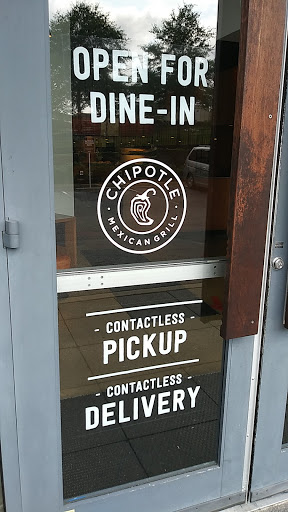 OPEN FOR
DINE-IN
CHIPOTLE
MEXICAN GRILL
- CONTACTLESS -
PICKUP
- CONTACTLESS -
DELIVERY